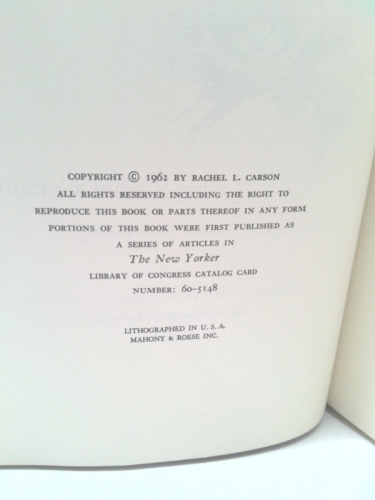 COPYRIGHT © 1962 BY RACHEL L. CARSON
ALL RIGHTS RESERVED INCLUDING THE RIGHT TO
REPRODUCE THIS BOOK OR PARTS THEREOF IN ANY FORM
PORTIONS OF THIS BOOK WERE FIRST PUBLISHED AS
A SERIES OF ARTICLES IN
The New Yorker
LIBRARY OF CONGRESS CATALOG CARD
NUMBER: 60-5148
LITHOGRAPHED IN U. S. A.
MAHONY & ROESE INC.